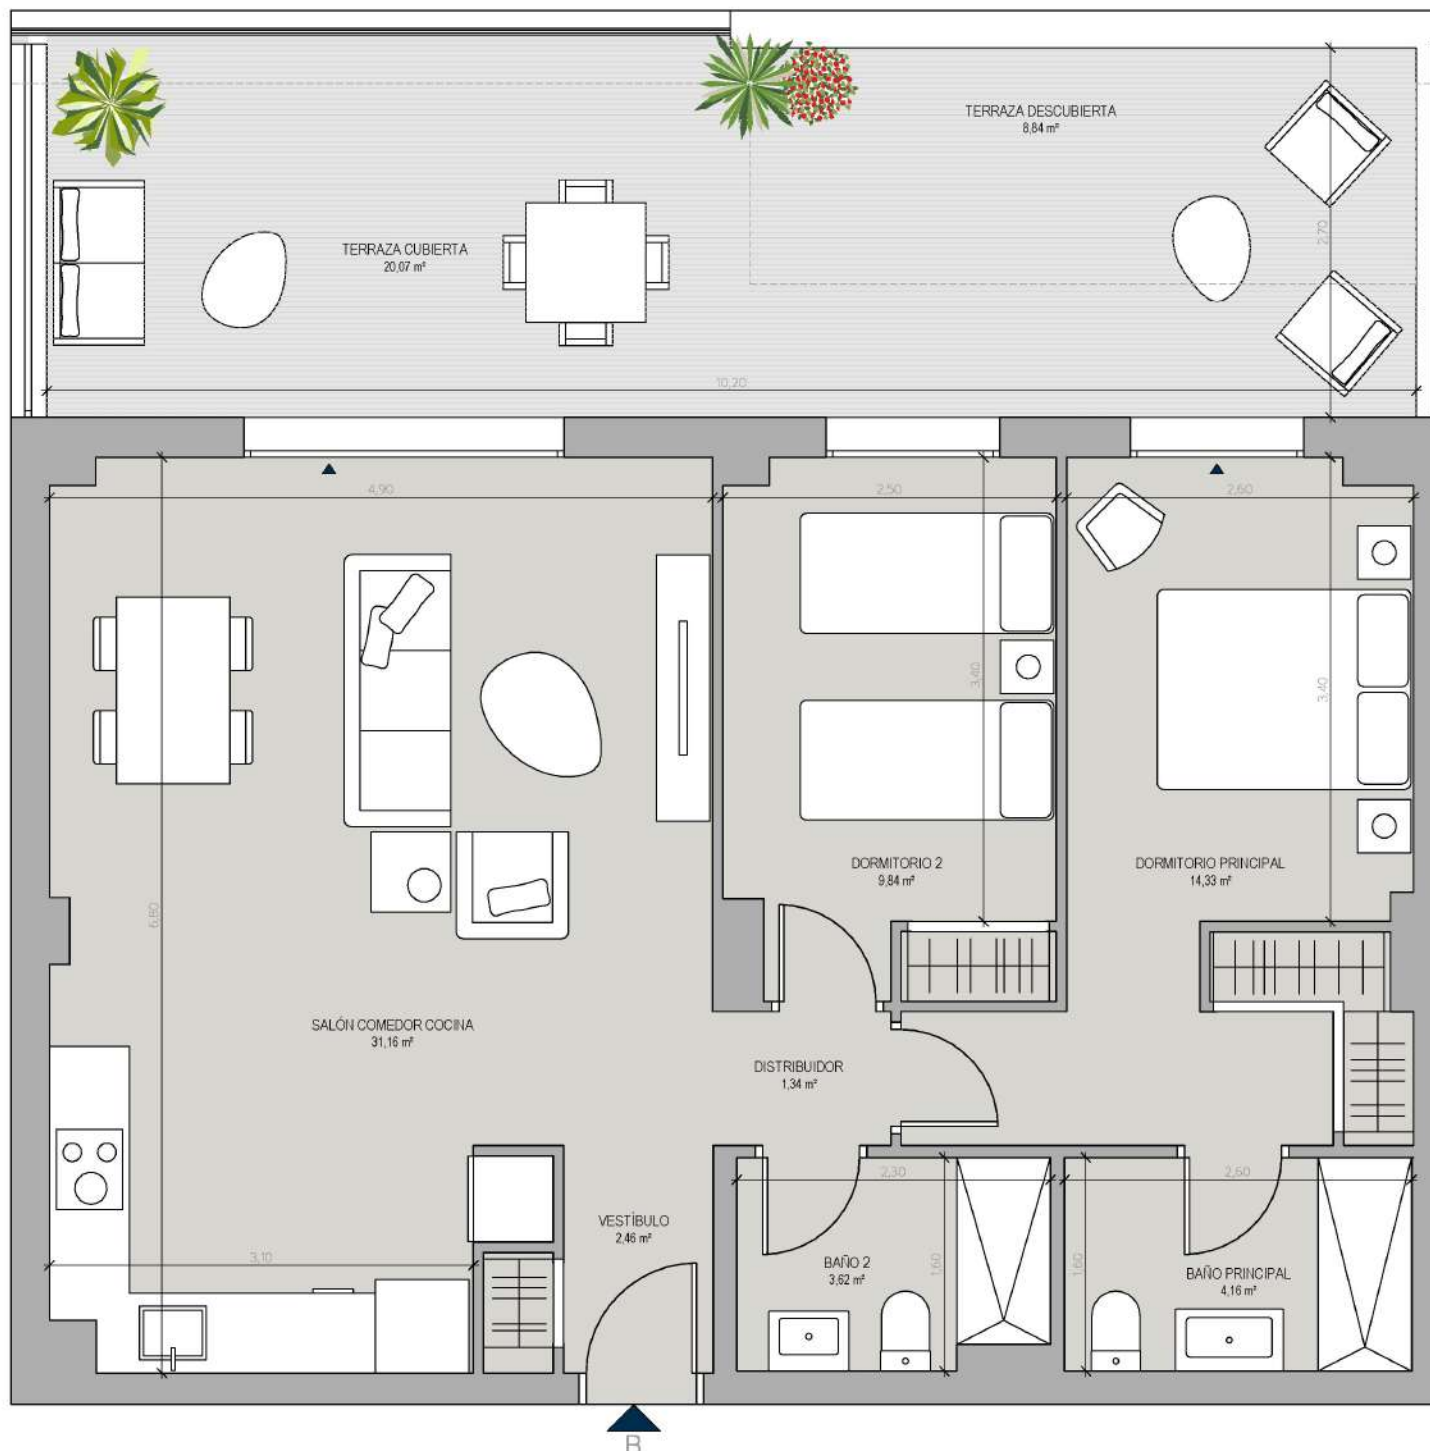 TERRAZA DESCUBIERTA
8,84 m²
2,70
TERRAZA CUBIERTA
20,07 m²
10,20
4,90
2,50
2,60
3,40
3,40
DORMITORIO 2
9,84 m²
DORMITORIO PRINCIPAL
14,33 m²
6,80
SALÓN COMEDOR COCINA
31,16 m²
DISTRIBUIDOR
1,34 m²
2,30
2,60
VESTÍBULO
2,46 m²
3,10
BAÑO 2
3,62 m²
1,60
1,60
BAÑO PRINCIPAL
4,16 m²